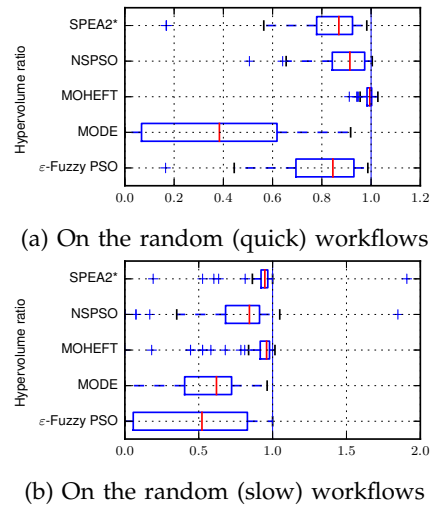 Hypervolume ratio
SPEA2*
NSPSO
MOHEFT
MODE
ε-Fuzzy PSO
0.0 0.2 0.4 0.6 0.8 1.0 1.2
(a) On the random (quick) workflows
Hypervolume ratio
SPEA2*
NSPSO
MOHEFT
MODE
ε-Fuzzy PSO
0.0 0.5 1.0 1.5 2.0
(b) On the random (slow) workflows